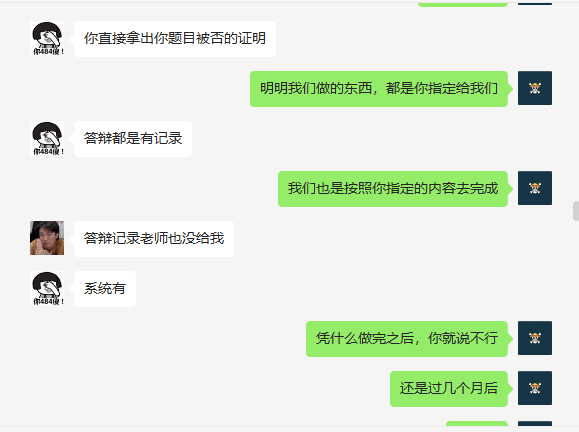 你直接拿出你题目被否的证明
明明我们做的东西，都是你指定给我们
答辩都是有记录
我们也是按照你指定的内容去完成
答辩记录老师也没给我
系统有
凭什么做完之后，你就说不行
还是过几个月后